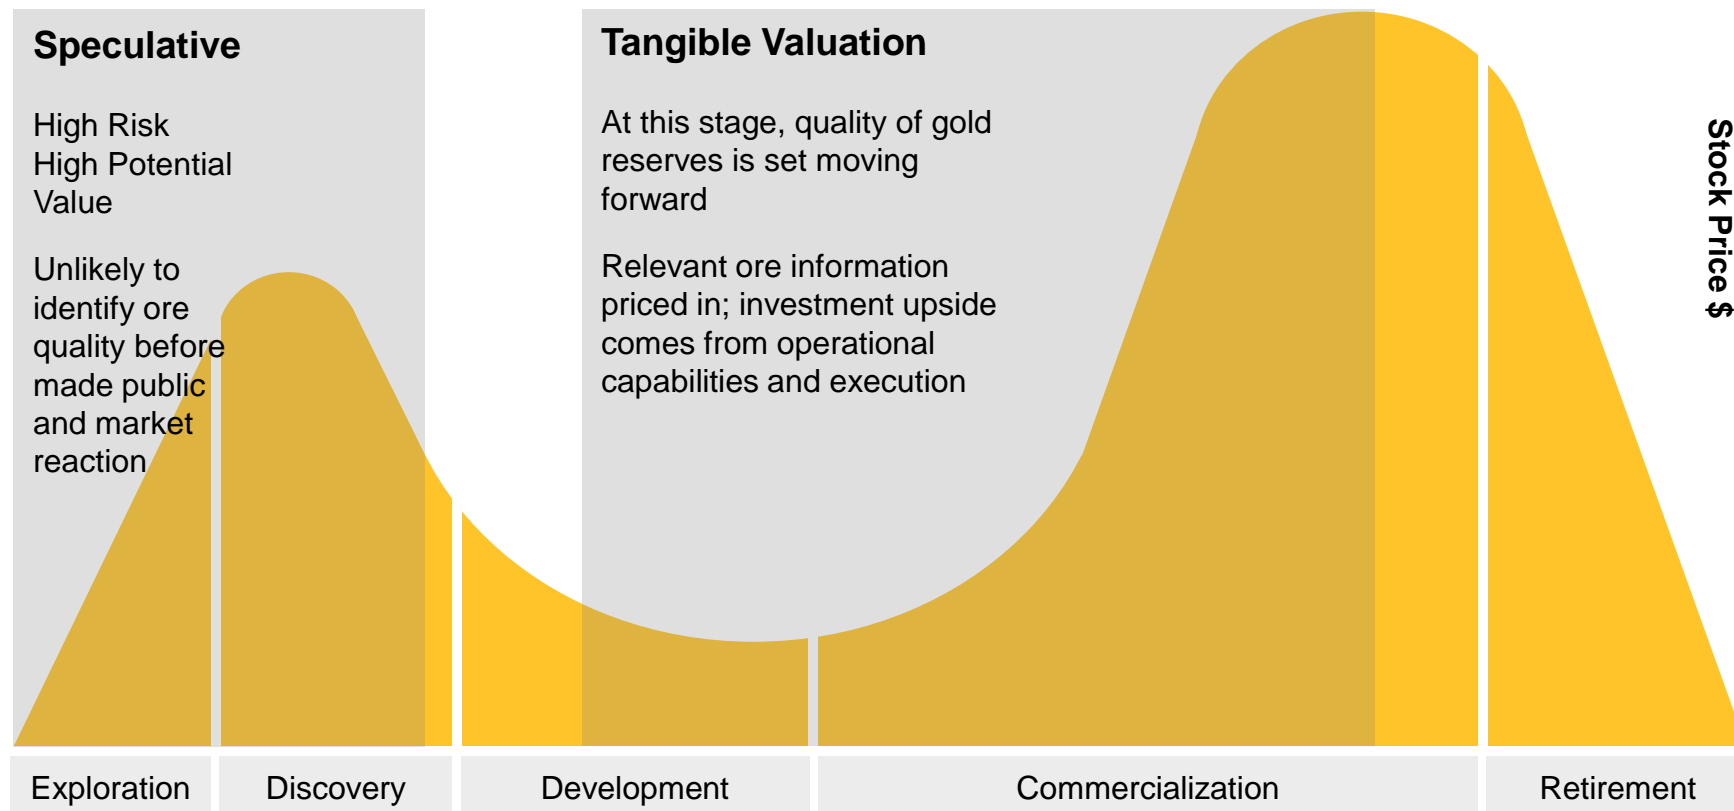 Speculative
High Risk
High Potential
Value
Unlikely to
identify ore
quality before
made public
and market
reaction
Tangible Valuation
At this stage, quality of gold
reserves is set moving
forward
Relevant ore information
priced in; investment upside
comes from operational
capabilities and execution
Stock Price $
Exploration
Discovery
Development
Commercialization
Retirement